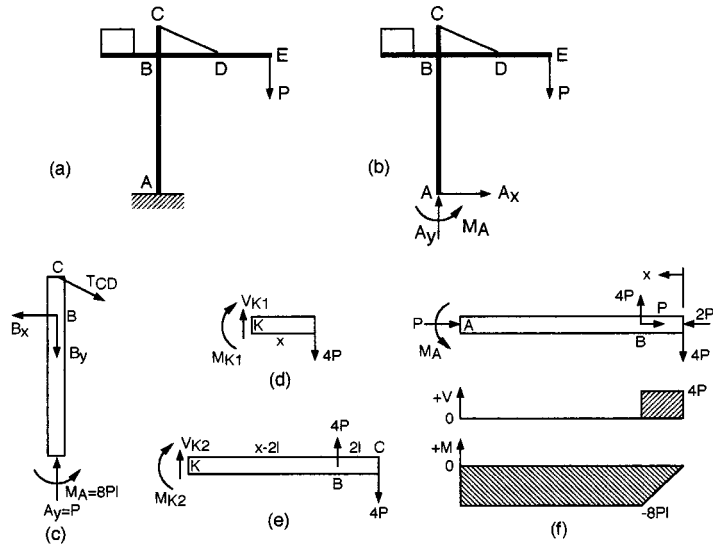 C
B
D
E
P
A
(a)
C
B
D
E
P
A
Ax
Ay
MA
(b)
C
TCD
Bx
B
By
MA=8Pl
Ay=P
(c)
VK1
K
x
MK1
4P
(d)
VK2
K
x-2l
4P
2l
C
B
MK2
4P
(e)
x
4P
P
P
A
B
2P
MA
4P
+V
0
4P
+M
0
-8Pl
(f)